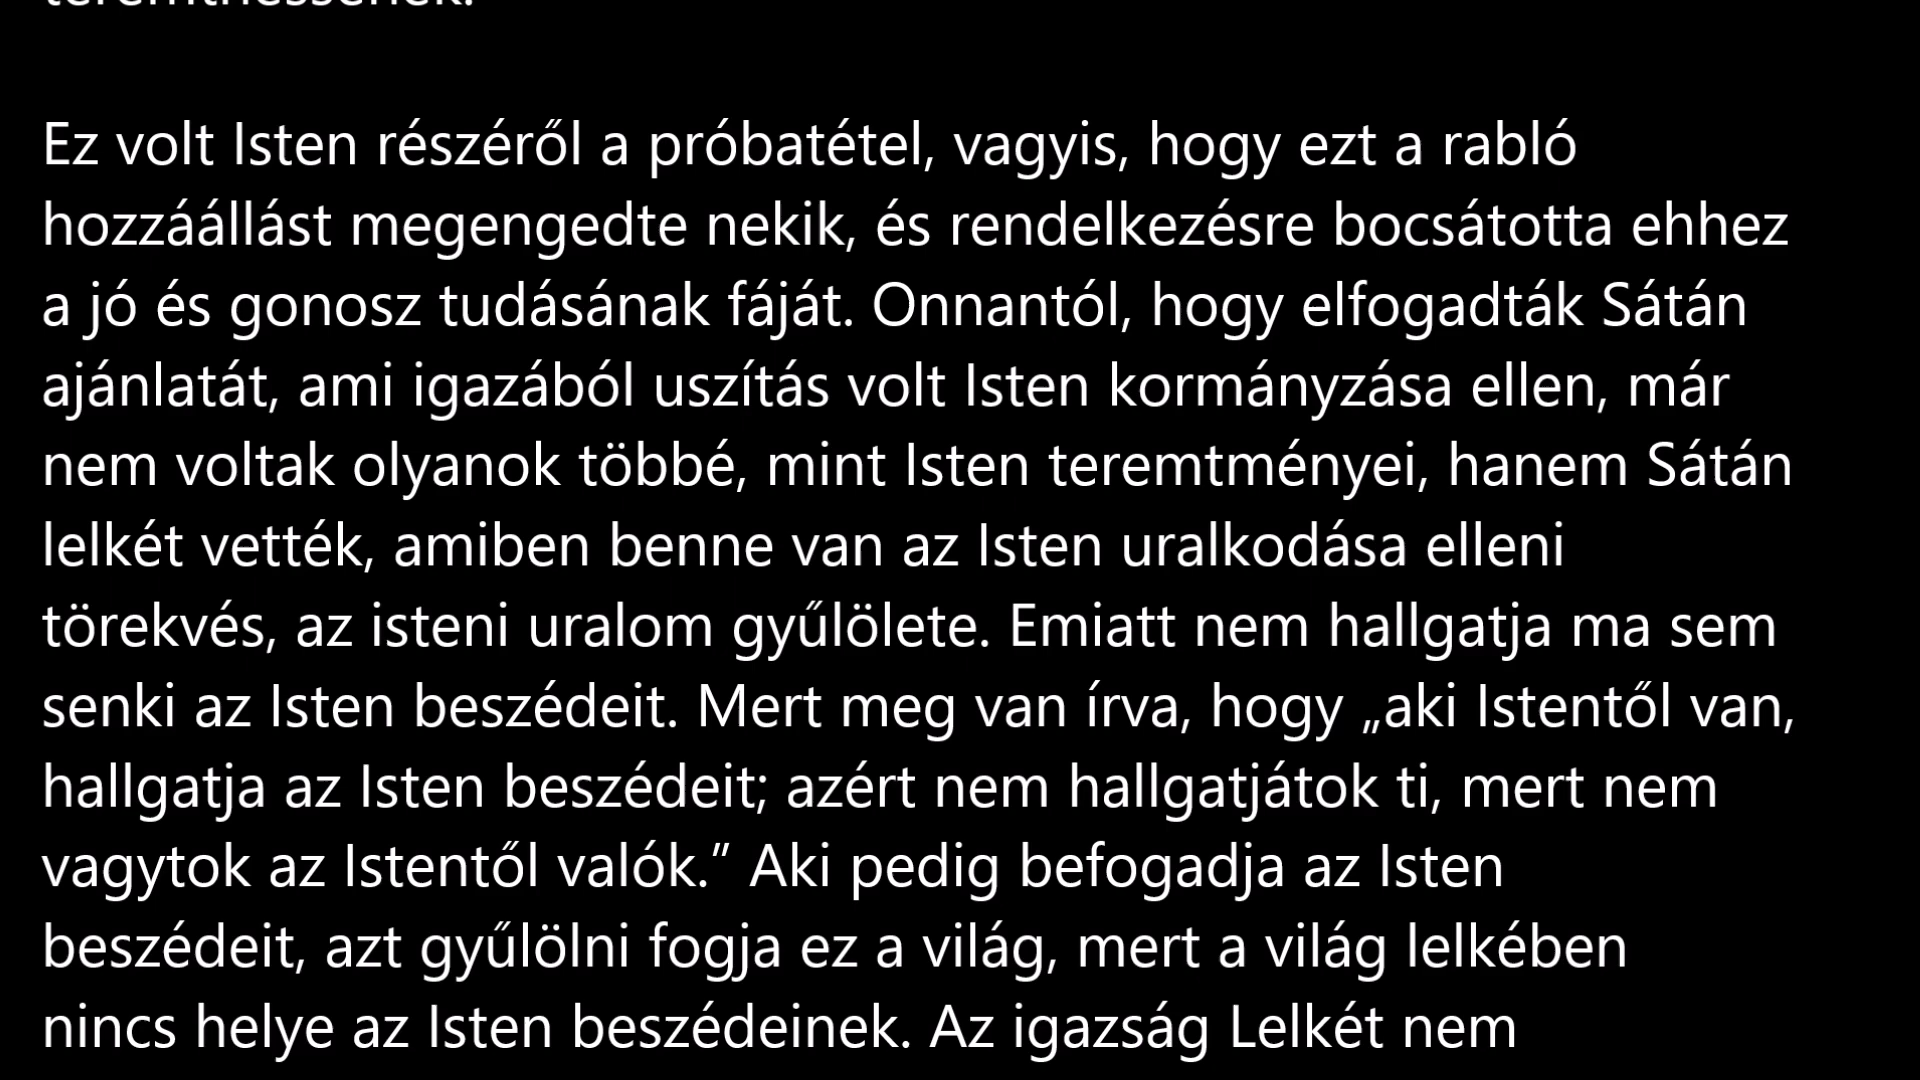 teremthessenek.
Ez volt Isten részéről a próbatétel, vagyis, hogy ezt a rabló
hozzáállást megengedte nekik, és rendelkezésre bocsátotta ehhez
a jó és gonosz tudásának fáját. Onnantól, hogy elfogadták Sátán
ajánlatát, ami igazából uszítás volt Isten kormányzása ellen, már
nem voltak olyanok többé, mint Isten teremtményei, hanem Sátán
lelkét vették, amiben benne van az Isten uralkodása elleni
törekvés, az isteni uralom gyűlölete. Emiatt nem hallgatja ma sem
senki az Isten beszédeit. Mert meg van írva, hogy „aki Istentől van,
hallgatja az Isten beszédeit; azért nem hallgatjátok ti, mert nem
vagytok az Istentől valók.” Aki pedig befogadja az Isten
beszédeit, azt gyűlölni fogja ez a világ, mert a világ lelkében
nincs helye az Isten beszédeinek. Az igazság Lelkét nem